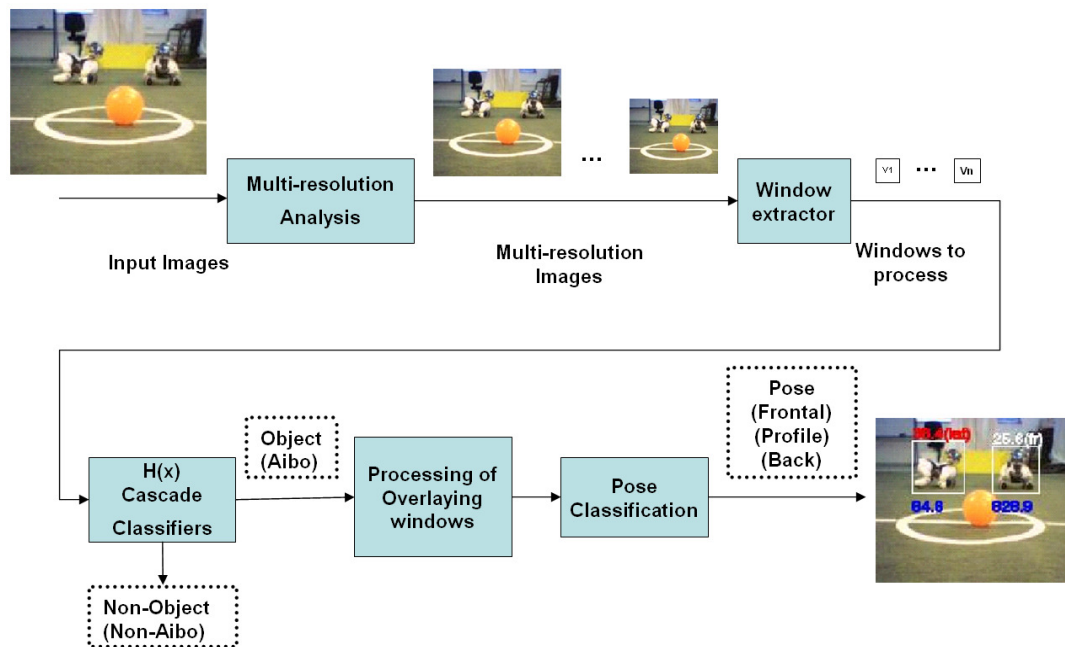 Multi-resolution
Analysis
Input Images
...
Multi-resolution
Images
Window
extractor
V1 ... Vn
Windows to
process
H(x)
Cascade
Classifiers
Non-Object
(Non-Aibo)
Object
(Aibo)
Processing of
Overlaying
windows
Pose
Classification
Pose
(Frontal)
(Profile)
(Back)
25.6(fr)
828.9